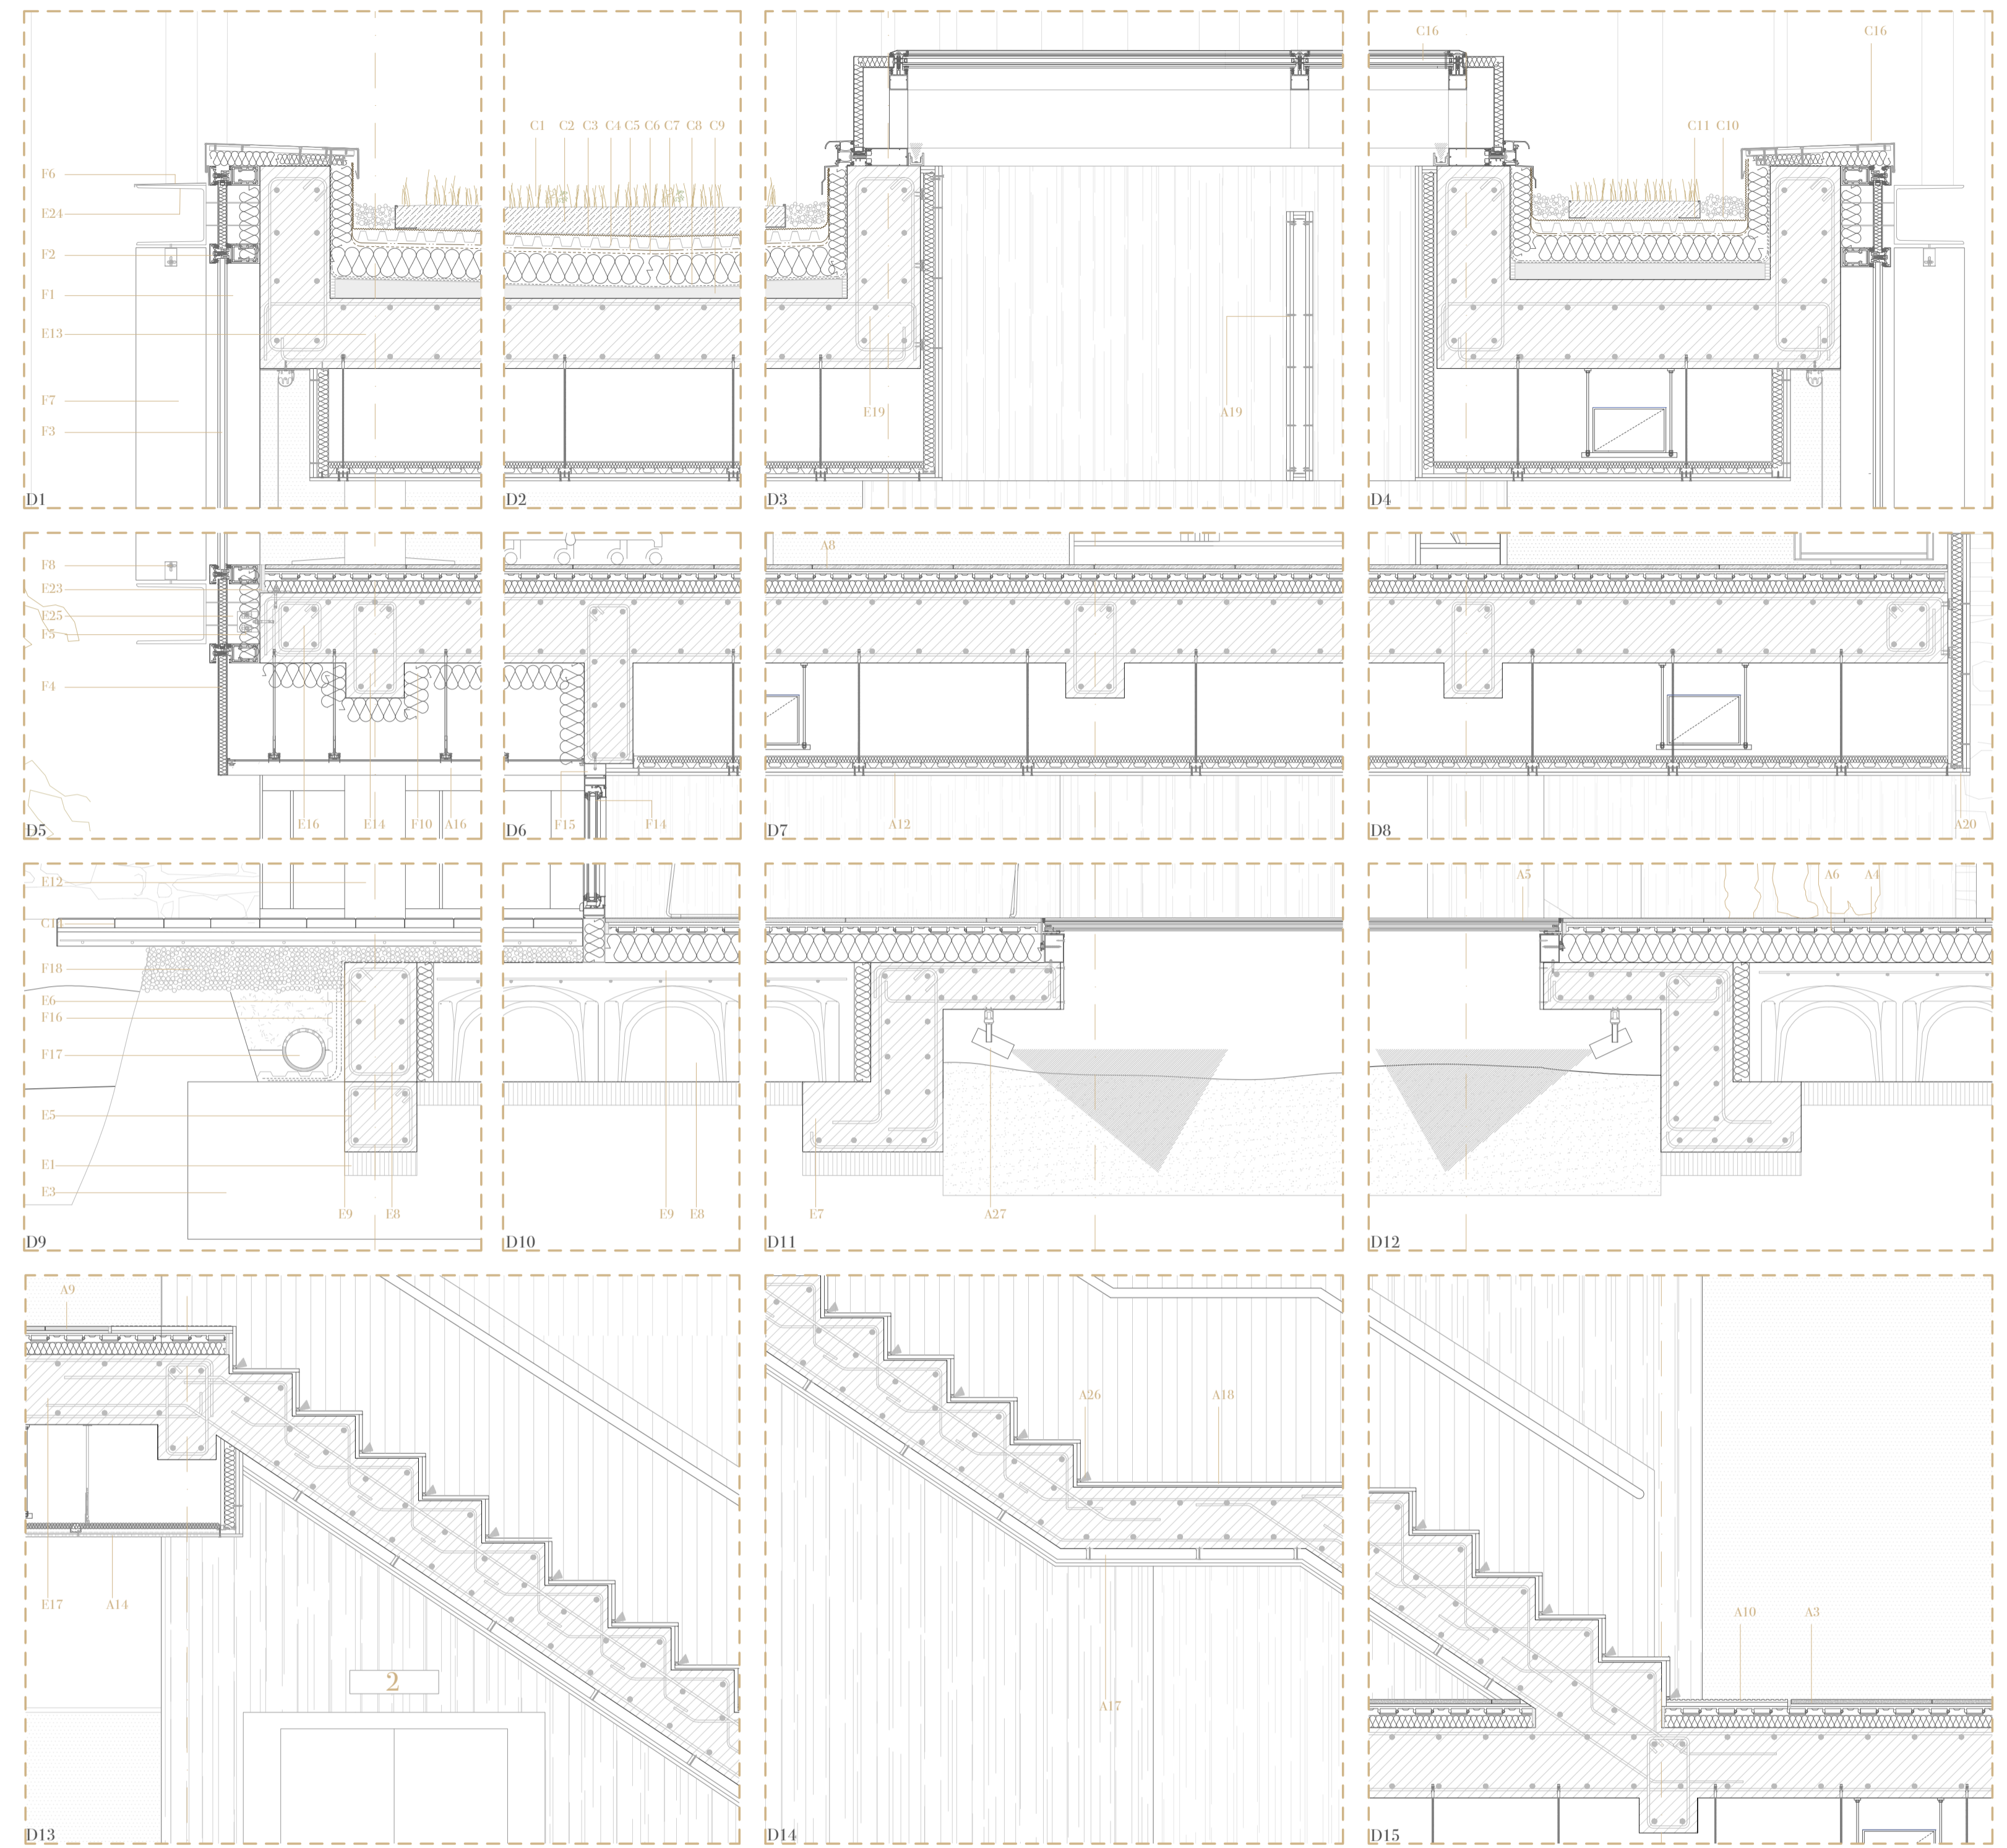 F6
E24
F2
F1
E13
F7
F3
D1
C1 C2 C3 C4 C5 C6 C7 C8 C9
D2
E19 A19
D3
C16 C16
C11 C10
D4
F8
E23
E25
F5
F4
E16 E14 F10 A16
D5
F15 F14
D6
A8
A12
D7
A20
D8
E12
F18
E6
F16
F17
E5
E1
E3
E9 E8
D9
E9 E8
D10
E7 A27
D11
A5 A6 A4
D12
A9
E17 A14
2
D13
A26 A18
A17
D14
A10 A3
D15